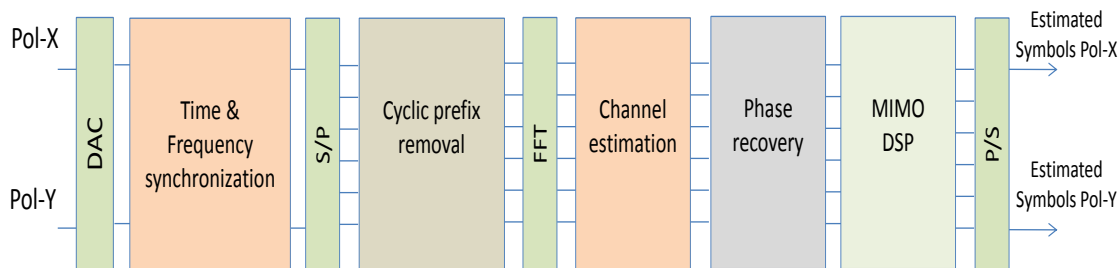 Pol-X
Pol-Y
DAC
Time &
Frequency
synchronization
S/P
Cyclic prefix
removal
FFT
Channel
estimation
Phase
recovery
MIMO
DSP
P/S
Estimated
Symbols Pol-X
Estimated
Symbols Pol-Y